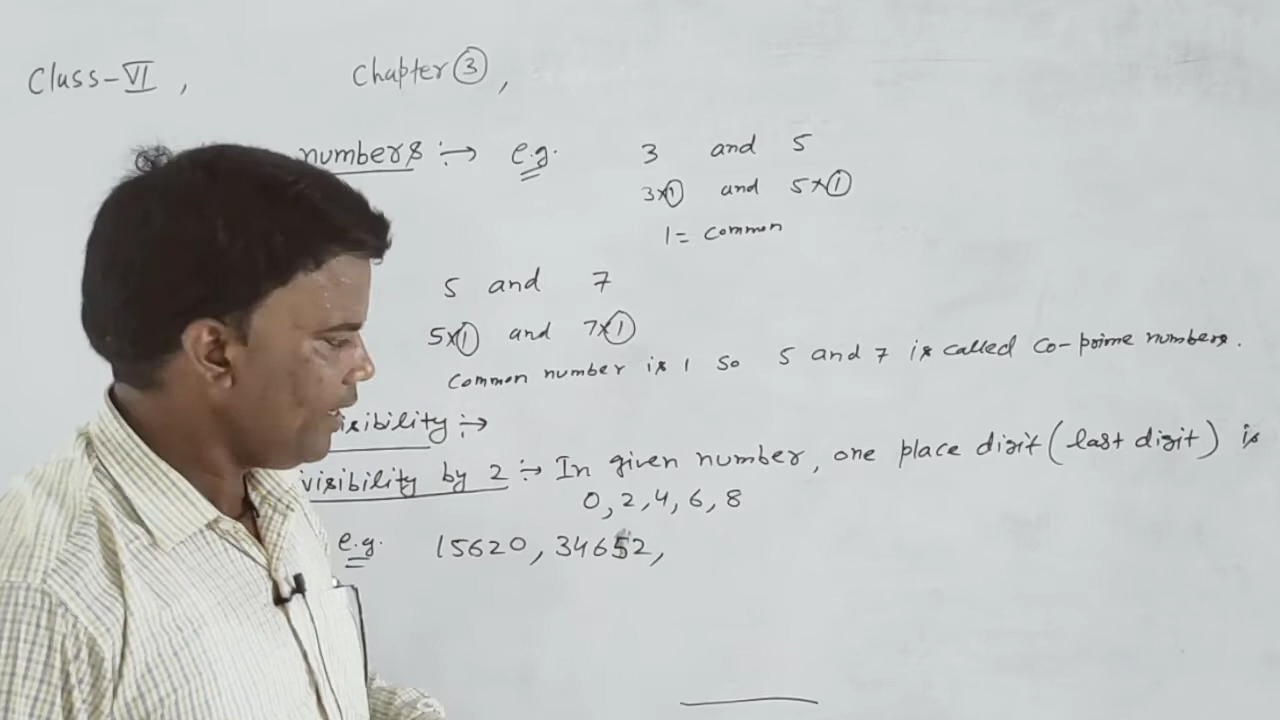 Class-VI, Chapter ③,
numbers :→ e.g. 3 and 5
3×① and 5×①
1 = common
5 and 7
5×① and 7×①
Common number is 1 so 5 and 7 is called Co-prime numbers.
isibility :→
visibility by 2 :→ In given number, one place digit (last digit) is
0, 2, 4, 6, 8
e.g. 15620, 34652,